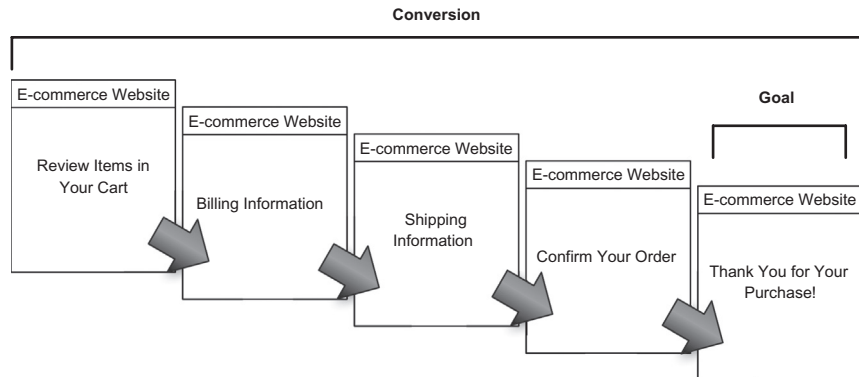 Conversion
E-commerce Website
Review Items in
Your Cart
E-commerce Website
Billing Information
E-commerce Website
Shipping
Information
E-commerce Website
Confirm Your Order
Goal
E-commerce Website
Thank You for Your
Purchase!